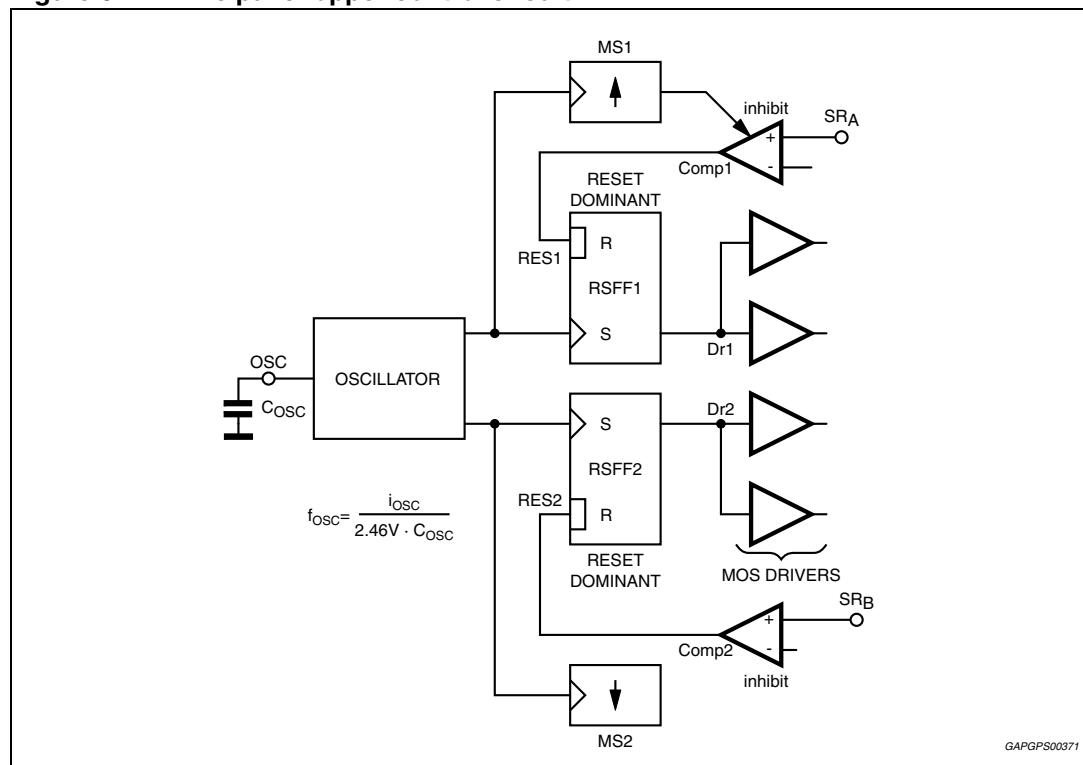 MS1
inhibit
SRA
+
-
Comp1
RESET
DOMINANT
R
RES1
RSFF1
S
Dr1
OSC
OSCILLATOR
COSC
Dr2
S
RSFF2
RES2
R
fOSC= iOSC / 2.46V · COSC
RESET
DOMINANT
MOS DRIVERS
SRB
+
-
Comp2
inhibit
MS2
GAPGPS00371